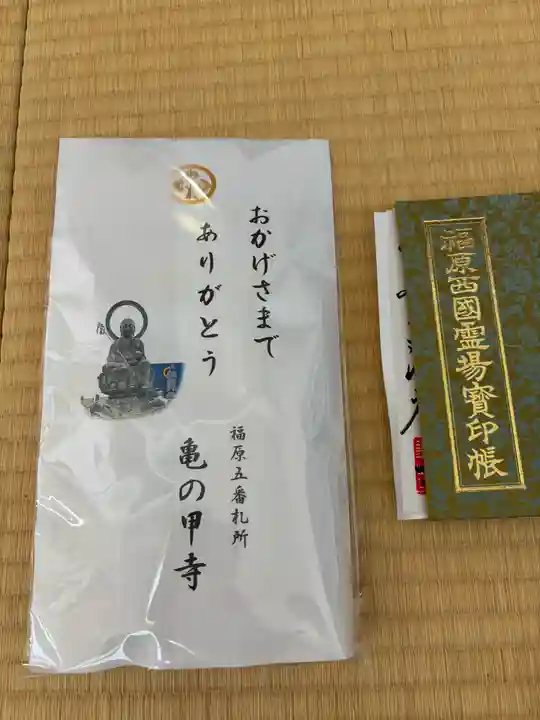 おかげさまで
ありがとう
福原五番札所
亀の甲寺
福原西國霊場寳印帳